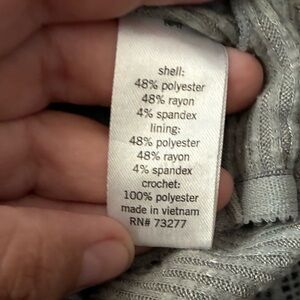 shell:
48% polyester
48% rayon
4% spandex
lining:
48% polyester
48% rayon
4% spandex
crochet:
100% polyester
made in vietnam
RN# 73277